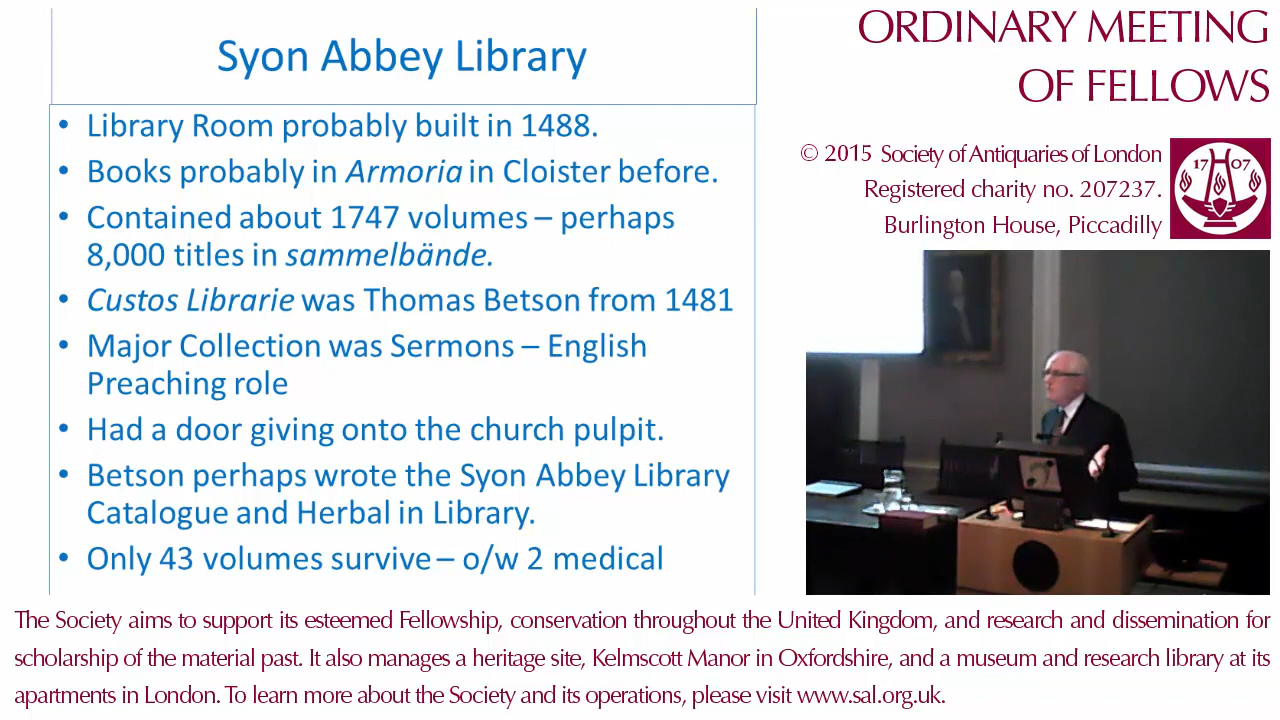 Syon Abbey Library
• Library Room probably built in 1488.
• Books probably in Armoria in Cloister before.
• Contained about 1747 volumes – perhaps
8,000 titles in sammelbände.
• Custos Librarie was Thomas Betson from 1481
• Major Collection was Sermons – English
Preaching role
• Had a door giving onto the church pulpit.
• Betson perhaps wrote the Syon Abbey Library
Catalogue and Herbal in Library.
• Only 43 volumes survive – o/w 2 medical
ORDINARY MEETING
OF FELLOWS
© 2015 Society of Antiquaries of London
Registered charity no. 207237.
Burlington House, Piccadilly
17 07
The Society aims to support its esteemed Fellowship, conservation throughout the United Kingdom, and research and dissemination for
scholarship of the material past. It also manages a heritage site, Kelmscott Manor in Oxfordshire, and a museum and research library at its
apartments in London. To learn more about the Society and its operations, please visit www.sal.org.uk.